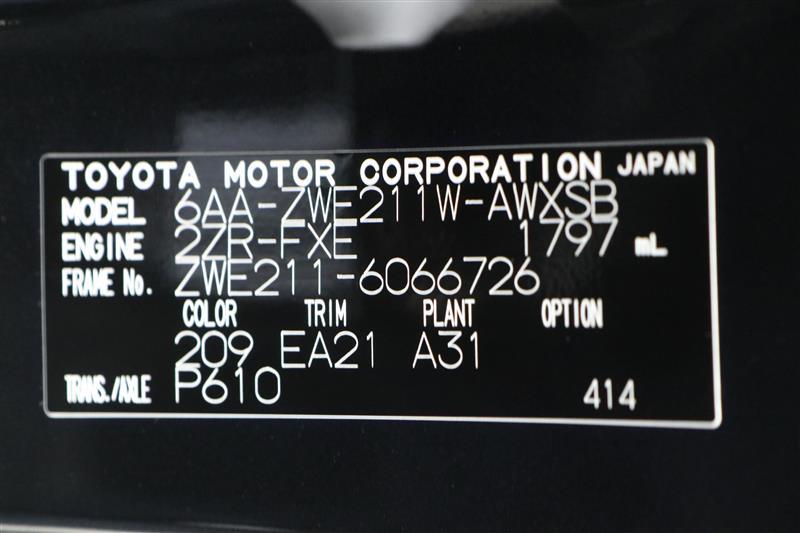 TOYOTA MOTOR CORPORATION JAPAN
MODEL 6AA-ZWE211W-AWXSB
ENGINE 2ZR-FXE 1797 mL
FRAME No. ZWE211-6066726
COLOR TRIM PLANT OPTION
209 EA21 A31
TRANS./AXLE P610 414